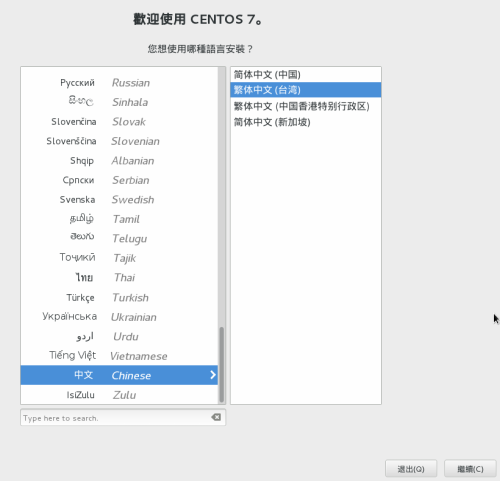 歡迎使用 CENTOS 7。
您想使用哪種語言安裝？
Русский Russian
සිංහල Sinhala
Slovenčina Slovak
Slovenščina Slovenian
Shqip Albanian
Српски Serbian
Svenska Swedish
தமிழ் Tamil
తెలుగు Telugu
Тоҷикӣ Tajik
ไทย Thai
Türkçe Turkish
Українська Ukrainian
اردو Urdu
Tiếng Việt Vietnamese
中文 Chinese
IsiZulu Zulu
简体中文 (中国)
繁体中文 (台湾)
繁体中文 (中国香港特别行政区)
简体中文 (新加坡)
Type here to search.
退出(Q)
繼續(C)